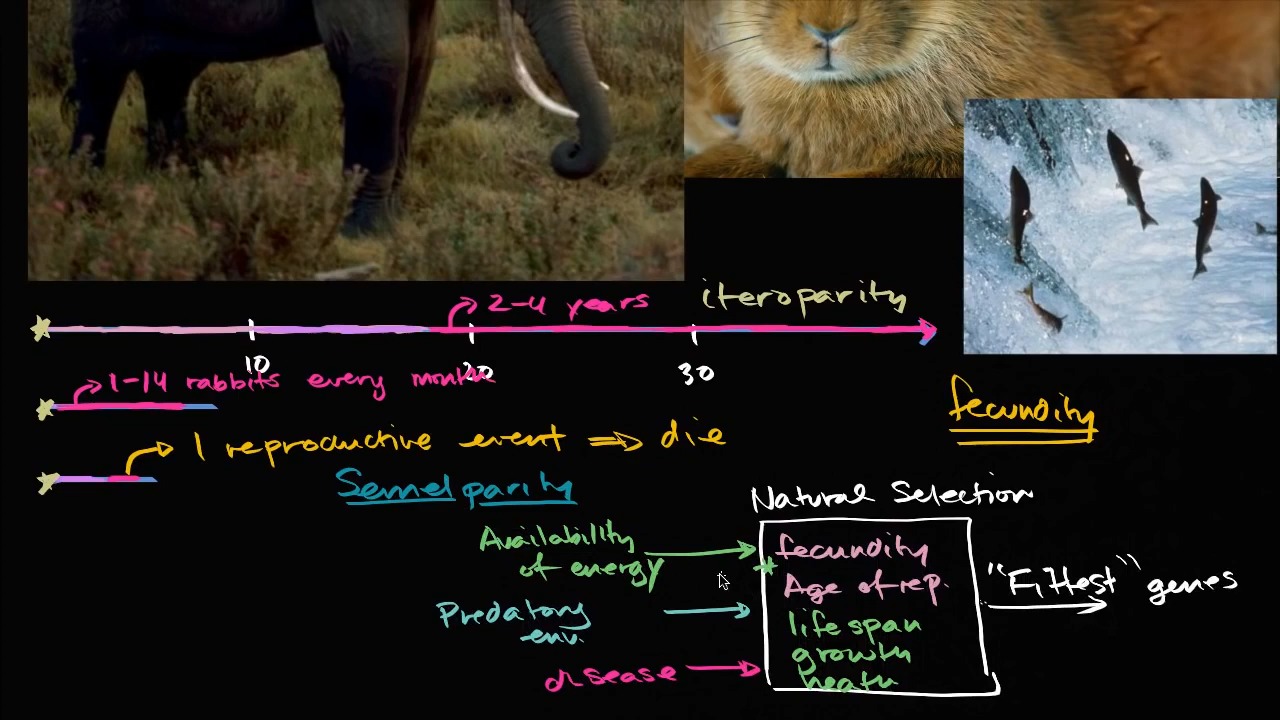 2-4 years
iteroparity
10
20
30
1-14 rabbits every month
fecundity
1 reproductive event ⇒ die
Semelparity
Natural Selection
Availability
of energy
fecundity
Age of rep.
"Fittest" genes
Predatory
env.
life span
growth
disease
heath